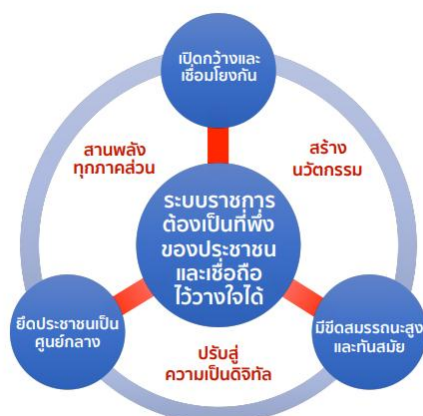 เปิดกว้างและ
เชื่อมโยงกัน
สานพลัง
ทุกภาคส่วน
สร้าง
นวัตกรรม
ระบบราชการ
ต้องเป็นที่พึ่ง
ของประชาชน
และเชื่อถือ
ไว้วางใจได้
ยึดประชาชนเป็น
ศูนย์กลาง
มีขีดสมรรถนะสูง
และทันสมัย
ปรับสู่
ความเป็นดิจิทัล